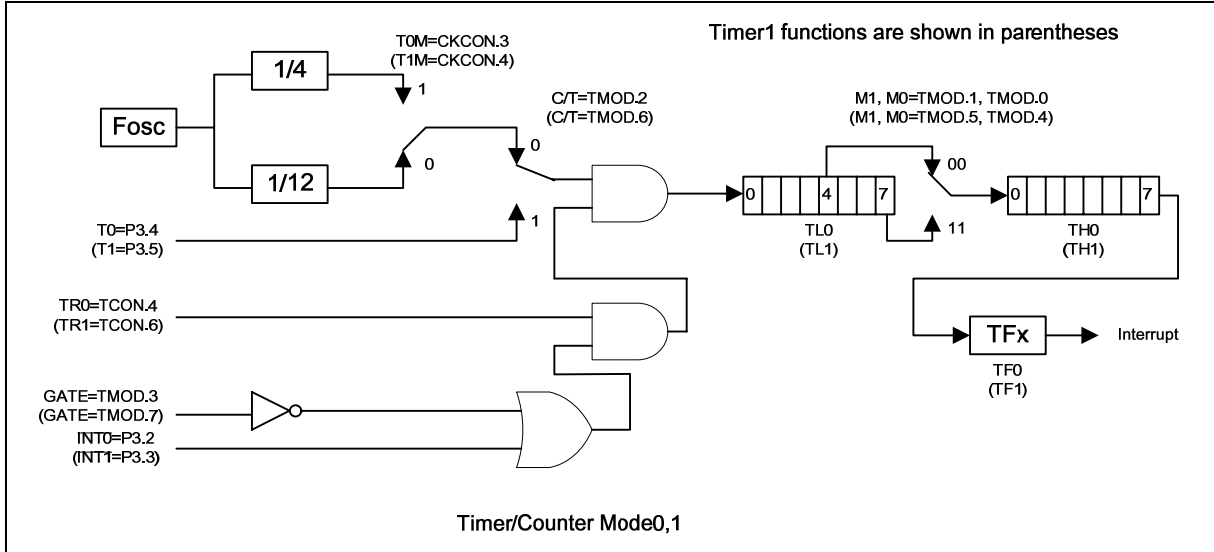 Timer1 functions are shown in parentheses
T0M=CKCON.3
(T1M=CKCON.4)
1/4
1
Fosc
C/T=TMOD.2
(C/T=TMOD.6)
M1, M0=TMOD.1, TMOD.0
(M1, M0=TMOD.5, TMOD.4)
0
0
1/12
00
0
4
7
0
7
1
11
T0=P3.4
(T1=P3.5)
TL0
(TL1)
TH0
(TH1)
TR0=TCON.4
(TR1=TCON.6)
TFx
Interrupt
TF0
(TF1)
GATE=TMOD.3
(GATE=TMOD.7)
INT0=P3.2
(INT1=P3.3)
Timer/Counter Mode0,1